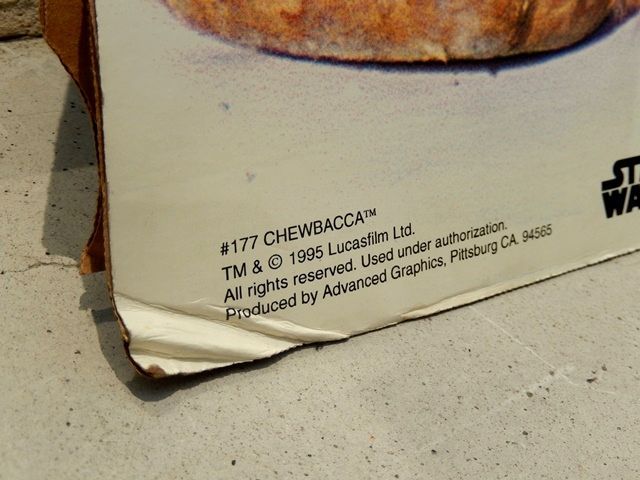 #177 CHEWBACCA™
TM & © 1995 Lucasfilm Ltd.
All rights reserved. Used under authorization.
Produced by Advanced Graphics, Pittsburg CA. 94565